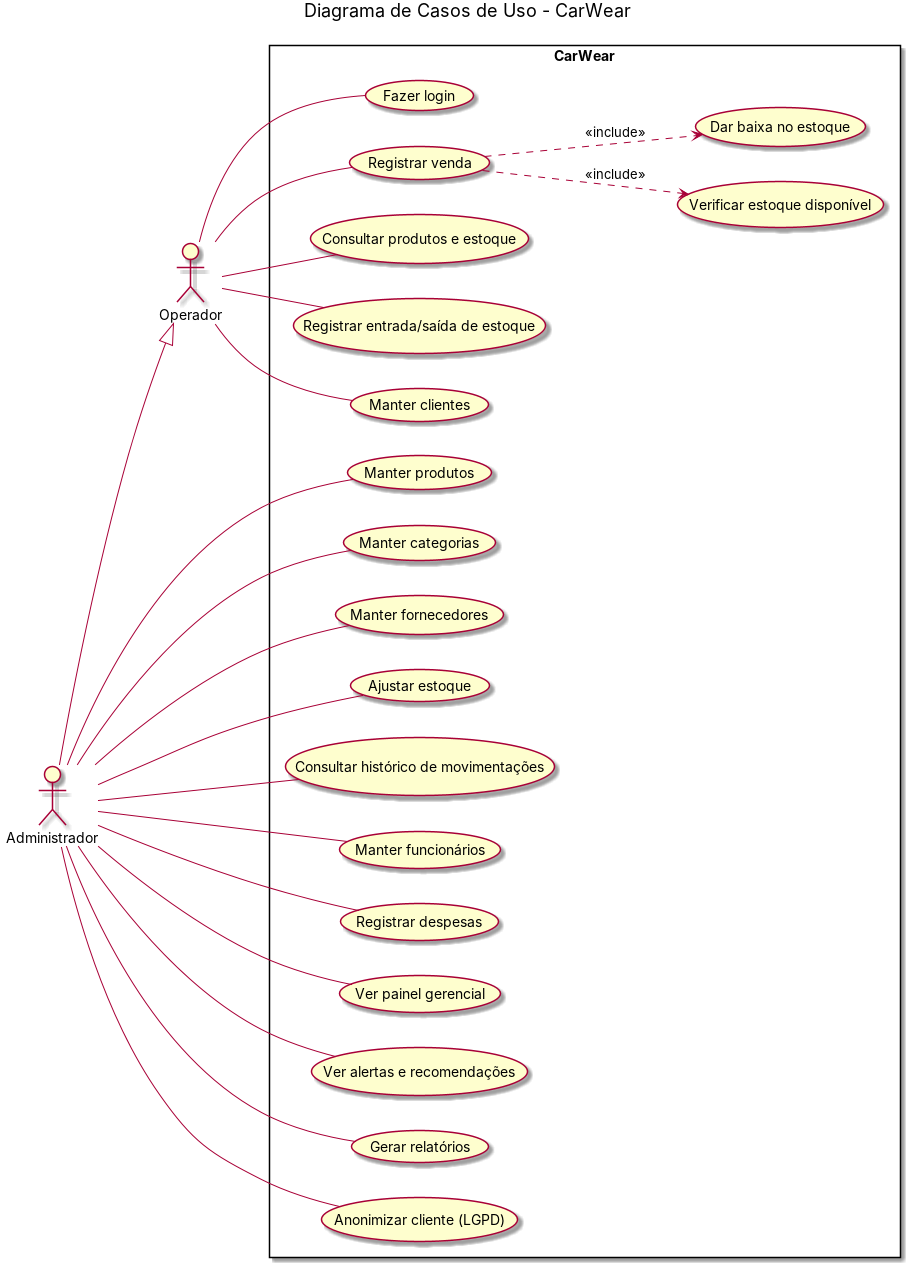 Diagrama de Casos de Uso - CarWear
CarWear
Fazer login
Registrar venda
«include»
Dar baixa no estoque
«include»
Verificar estoque disponível
Consultar produtos e estoque
Operador
Registrar entrada/saída de estoque
Manter clientes
Manter produtos
Manter categorias
Manter fornecedores
Ajustar estoque
Consultar histórico de movimentações
Administrador
Manter funcionários
Registrar despesas
Ver painel gerencial
Ver alertas e recomendações
Gerar relatórios
Anonimizar cliente (LGPD)